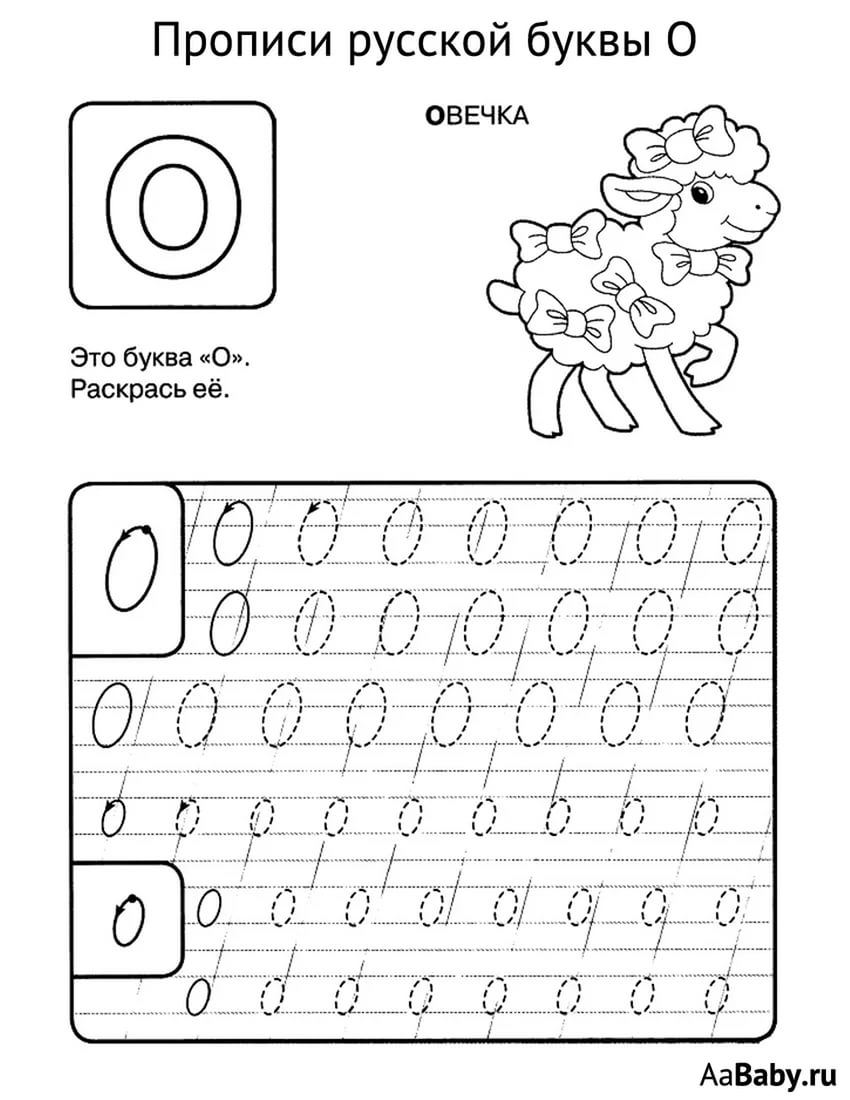 Прописи русской буквы О
О
ОВЕЧКА
Это буква «О».
Раскрась её.
О
О О О О О О О
О О О О О О О
О О О О О О О О
о о о о о о о о о
о
о о о о о о о о
о о о о о о о о
AaBaby.ru